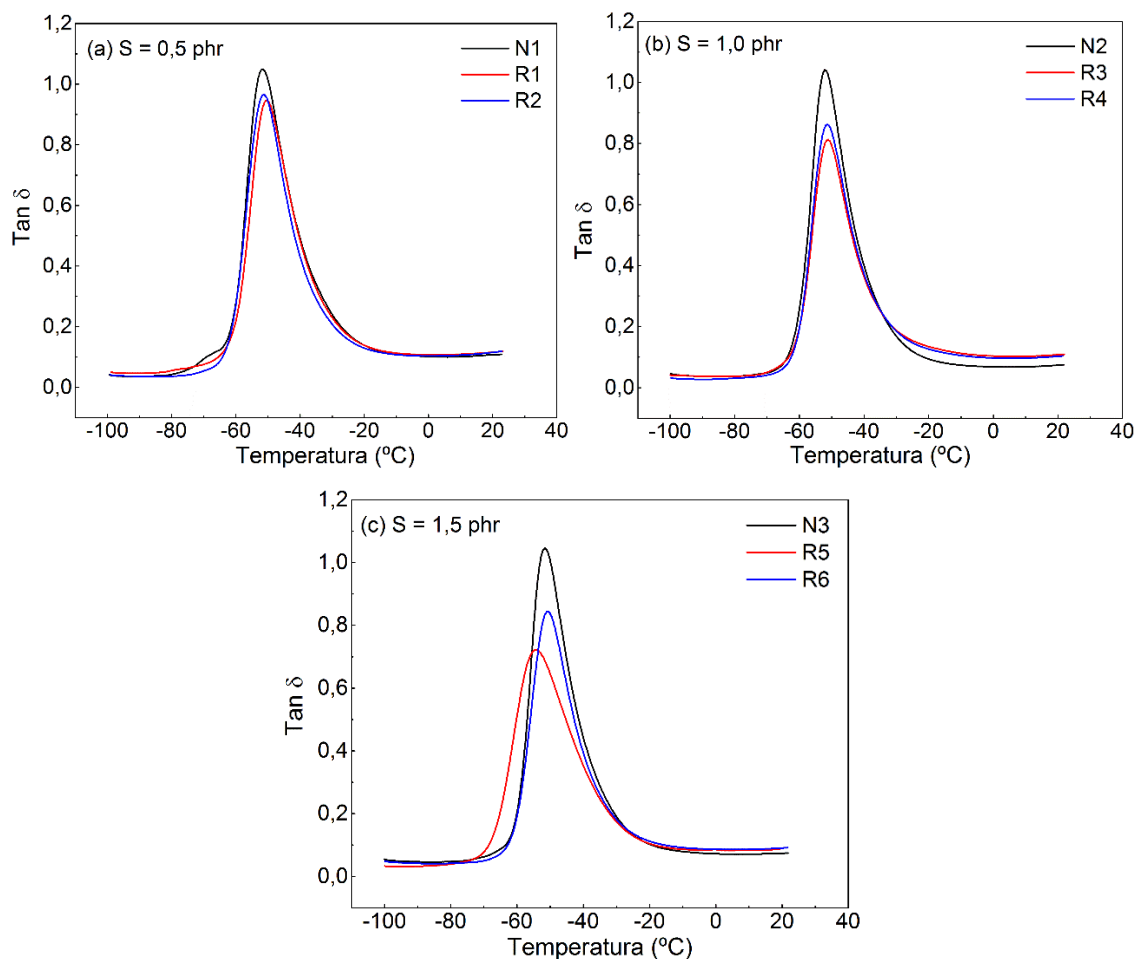 (a) S = 0,5 phr
N1
R1
R2
Tan δ
1,2
1,0
0,8
0,6
0,4
0,2
0,0
-100 -80 -60 -40 -20 0 20 40
Temperatura (ºC)
(b) S = 1,0 phr
N2
R3
R4
Tan δ
1,2
1,0
0,8
0,6
0,4
0,2
0,0
-100 -80 -60 -40 -20 0 20 40
Temperatura (ºC)
(c) S = 1,5 phr
N3
R5
R6
Tan δ
1,2
1,0
0,8
0,6
0,4
0,2
0,0
-100 -80 -60 -40 -20 0 20 40
Temperatura (ºC)